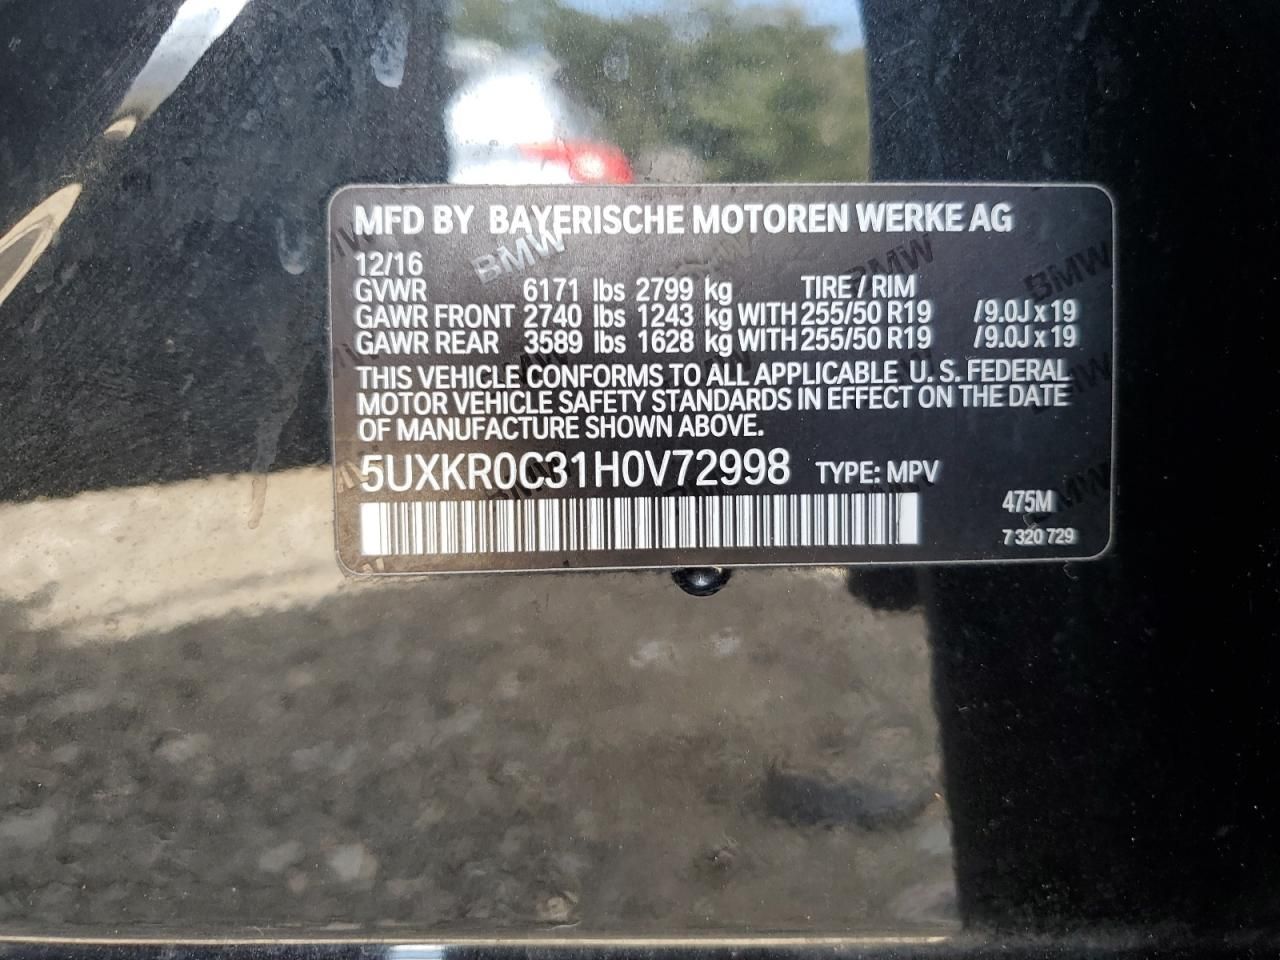 MFD BY BAYERISCHE MOTOREN WERKE AG
12/16
GVWR 6171 lbs 2799 kg TIRE / RIM
GAWR FRONT 2740 lbs 1243 kg WITH 255/50 R19 /9.0J x 19
GAWR REAR 3589 lbs 1628 kg WITH 255/50 R19 /9.0J x 19
THIS VEHICLE CONFORMS TO ALL APPLICABLE U. S. FEDERAL
MOTOR VEHICLE SAFETY STANDARDS IN EFFECT ON THE DATE
OF MANUFACTURE SHOWN ABOVE.
5UXKR0C31H0V72998 TYPE: MPV
475M
7 320 729